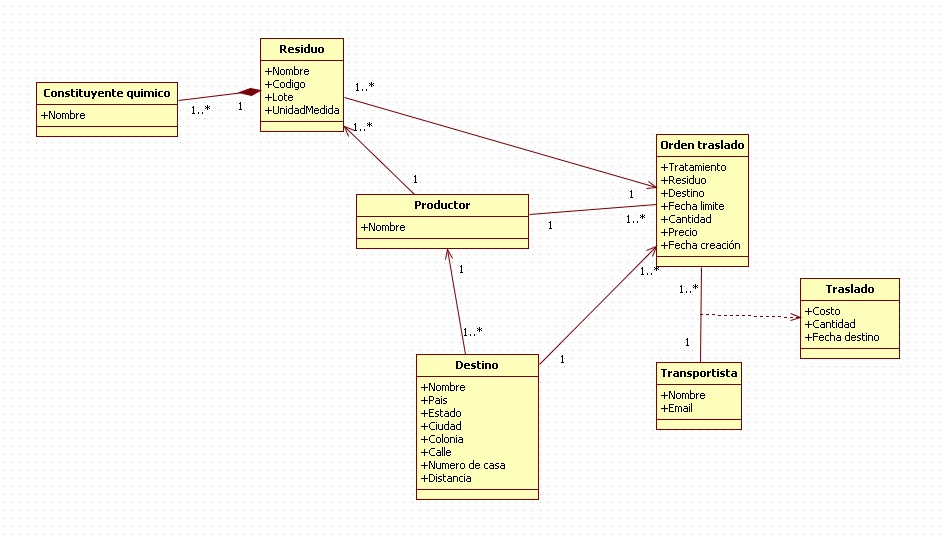 Residuo
+Nombre
+Codigo
+Lote
+UnidadMedida
Constituyente quimico
+Nombre
1..*
1
1..*
1..*
Orden traslado
+Tratamiento
+Residuo
+Destino
+Fecha limite
+Cantidad
+Precio
+Fecha creación
1
1
Productor
+Nombre
1
1..*
1
1..*
1..*
Traslado
+Costo
+Cantidad
+Fecha destino
1..*
1
1
Destino
+Nombre
+Pais
+Estado
+Ciudad
+Colonia
+Calle
+Numero de casa
+Distancia
Transportista
+Nombre
+Email